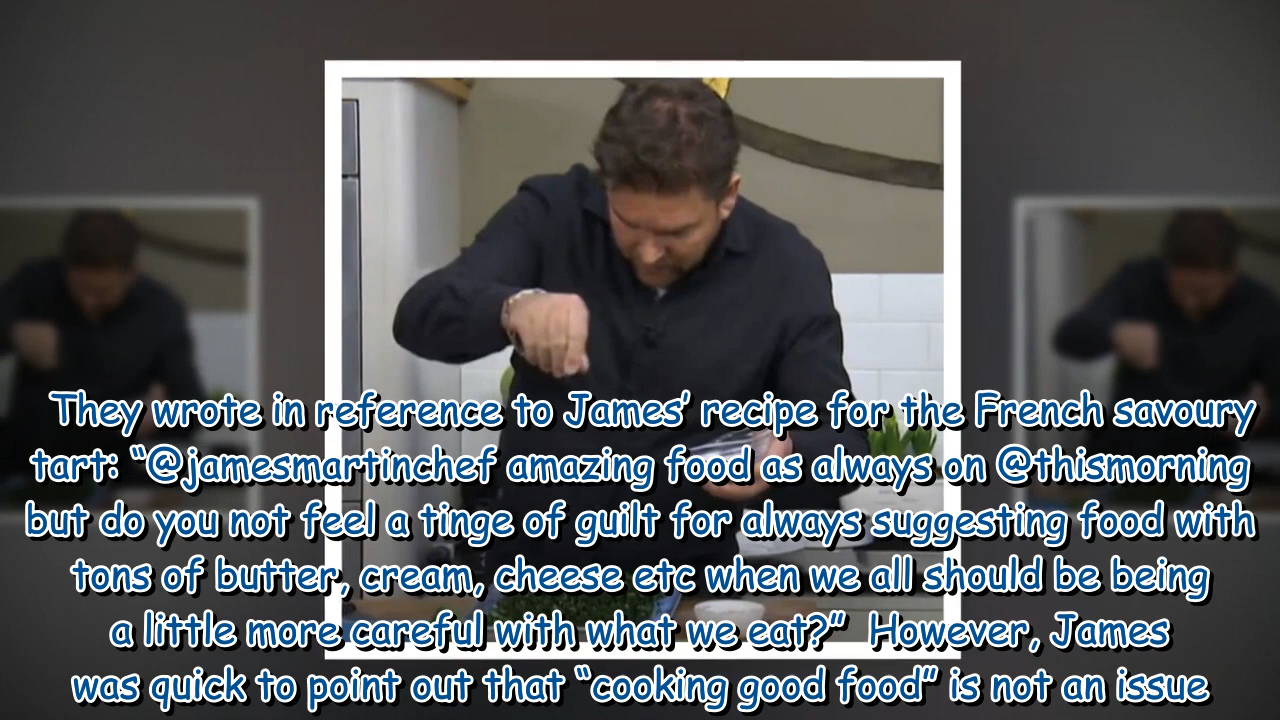 They wrote in reference to James’ recipe for the French savoury
tart: “@jamesmartinchef amazing food as always on @thismorning
but do you not feel a tinge of guilt for always suggesting food with
tons of butter, cream, cheese etc when we all should be being
a little more careful with what we eat?”  However, James
was quick to point out that “cooking good food” is not an issue